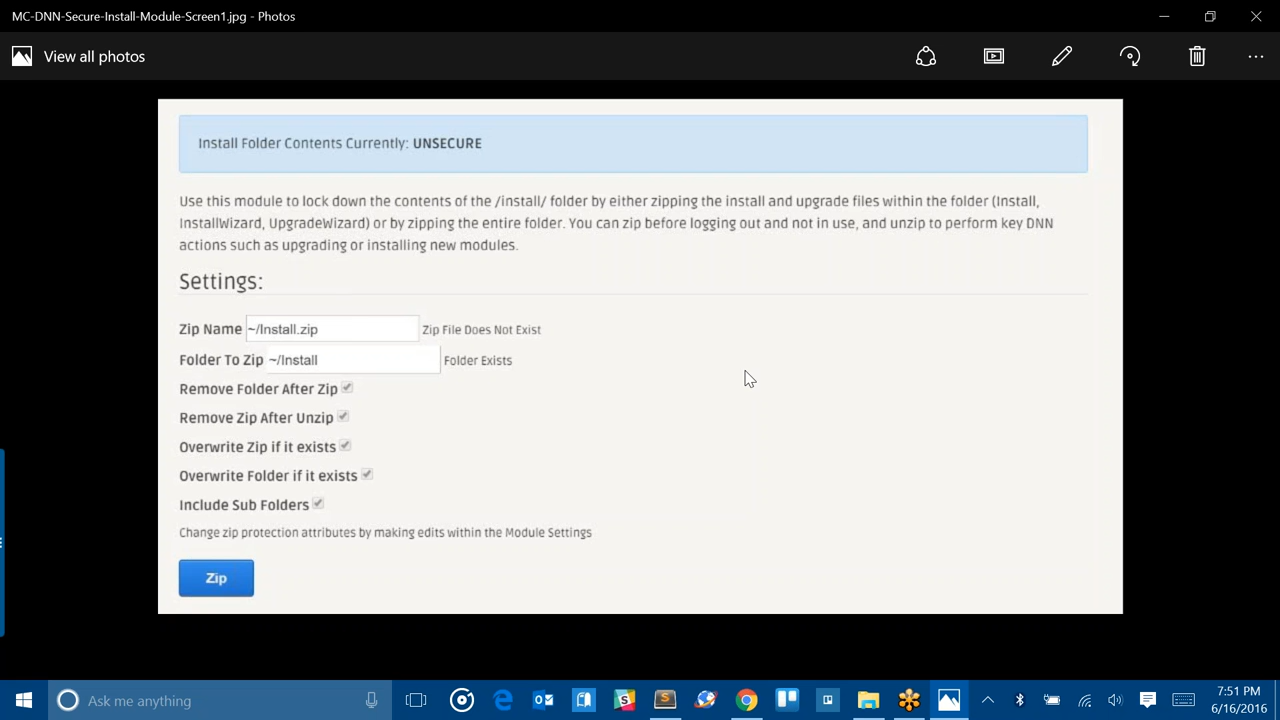 MC-DNN-Secure-Install-Module-Screen1.jpg - Photos
View all photos
Install Folder Contents Currently: UNSECURE
Use this module to lock down the contents of the /install/ folder by either zipping the install and upgrade files within the folder (Install,
InstallWizard, UpgradeWizard) or by zipping the entire folder. You can zip before logging out and not in use, and unzip to perform key DNN
actions such as upgrading or installing new modules.
Settings:
Zip Name ~/Install.zip Zip File Does Not Exist
Folder To Zip ~/Install Folder Exists
Remove Folder After Zip
Remove Zip After Unzip
Overwrite Zip if it exists
Overwrite Folder if it exists
Include Sub Folders
Change zip protection attributes by making edits within the Module Settings
Zip
Ask me anything
7:51 PM
6/16/2016